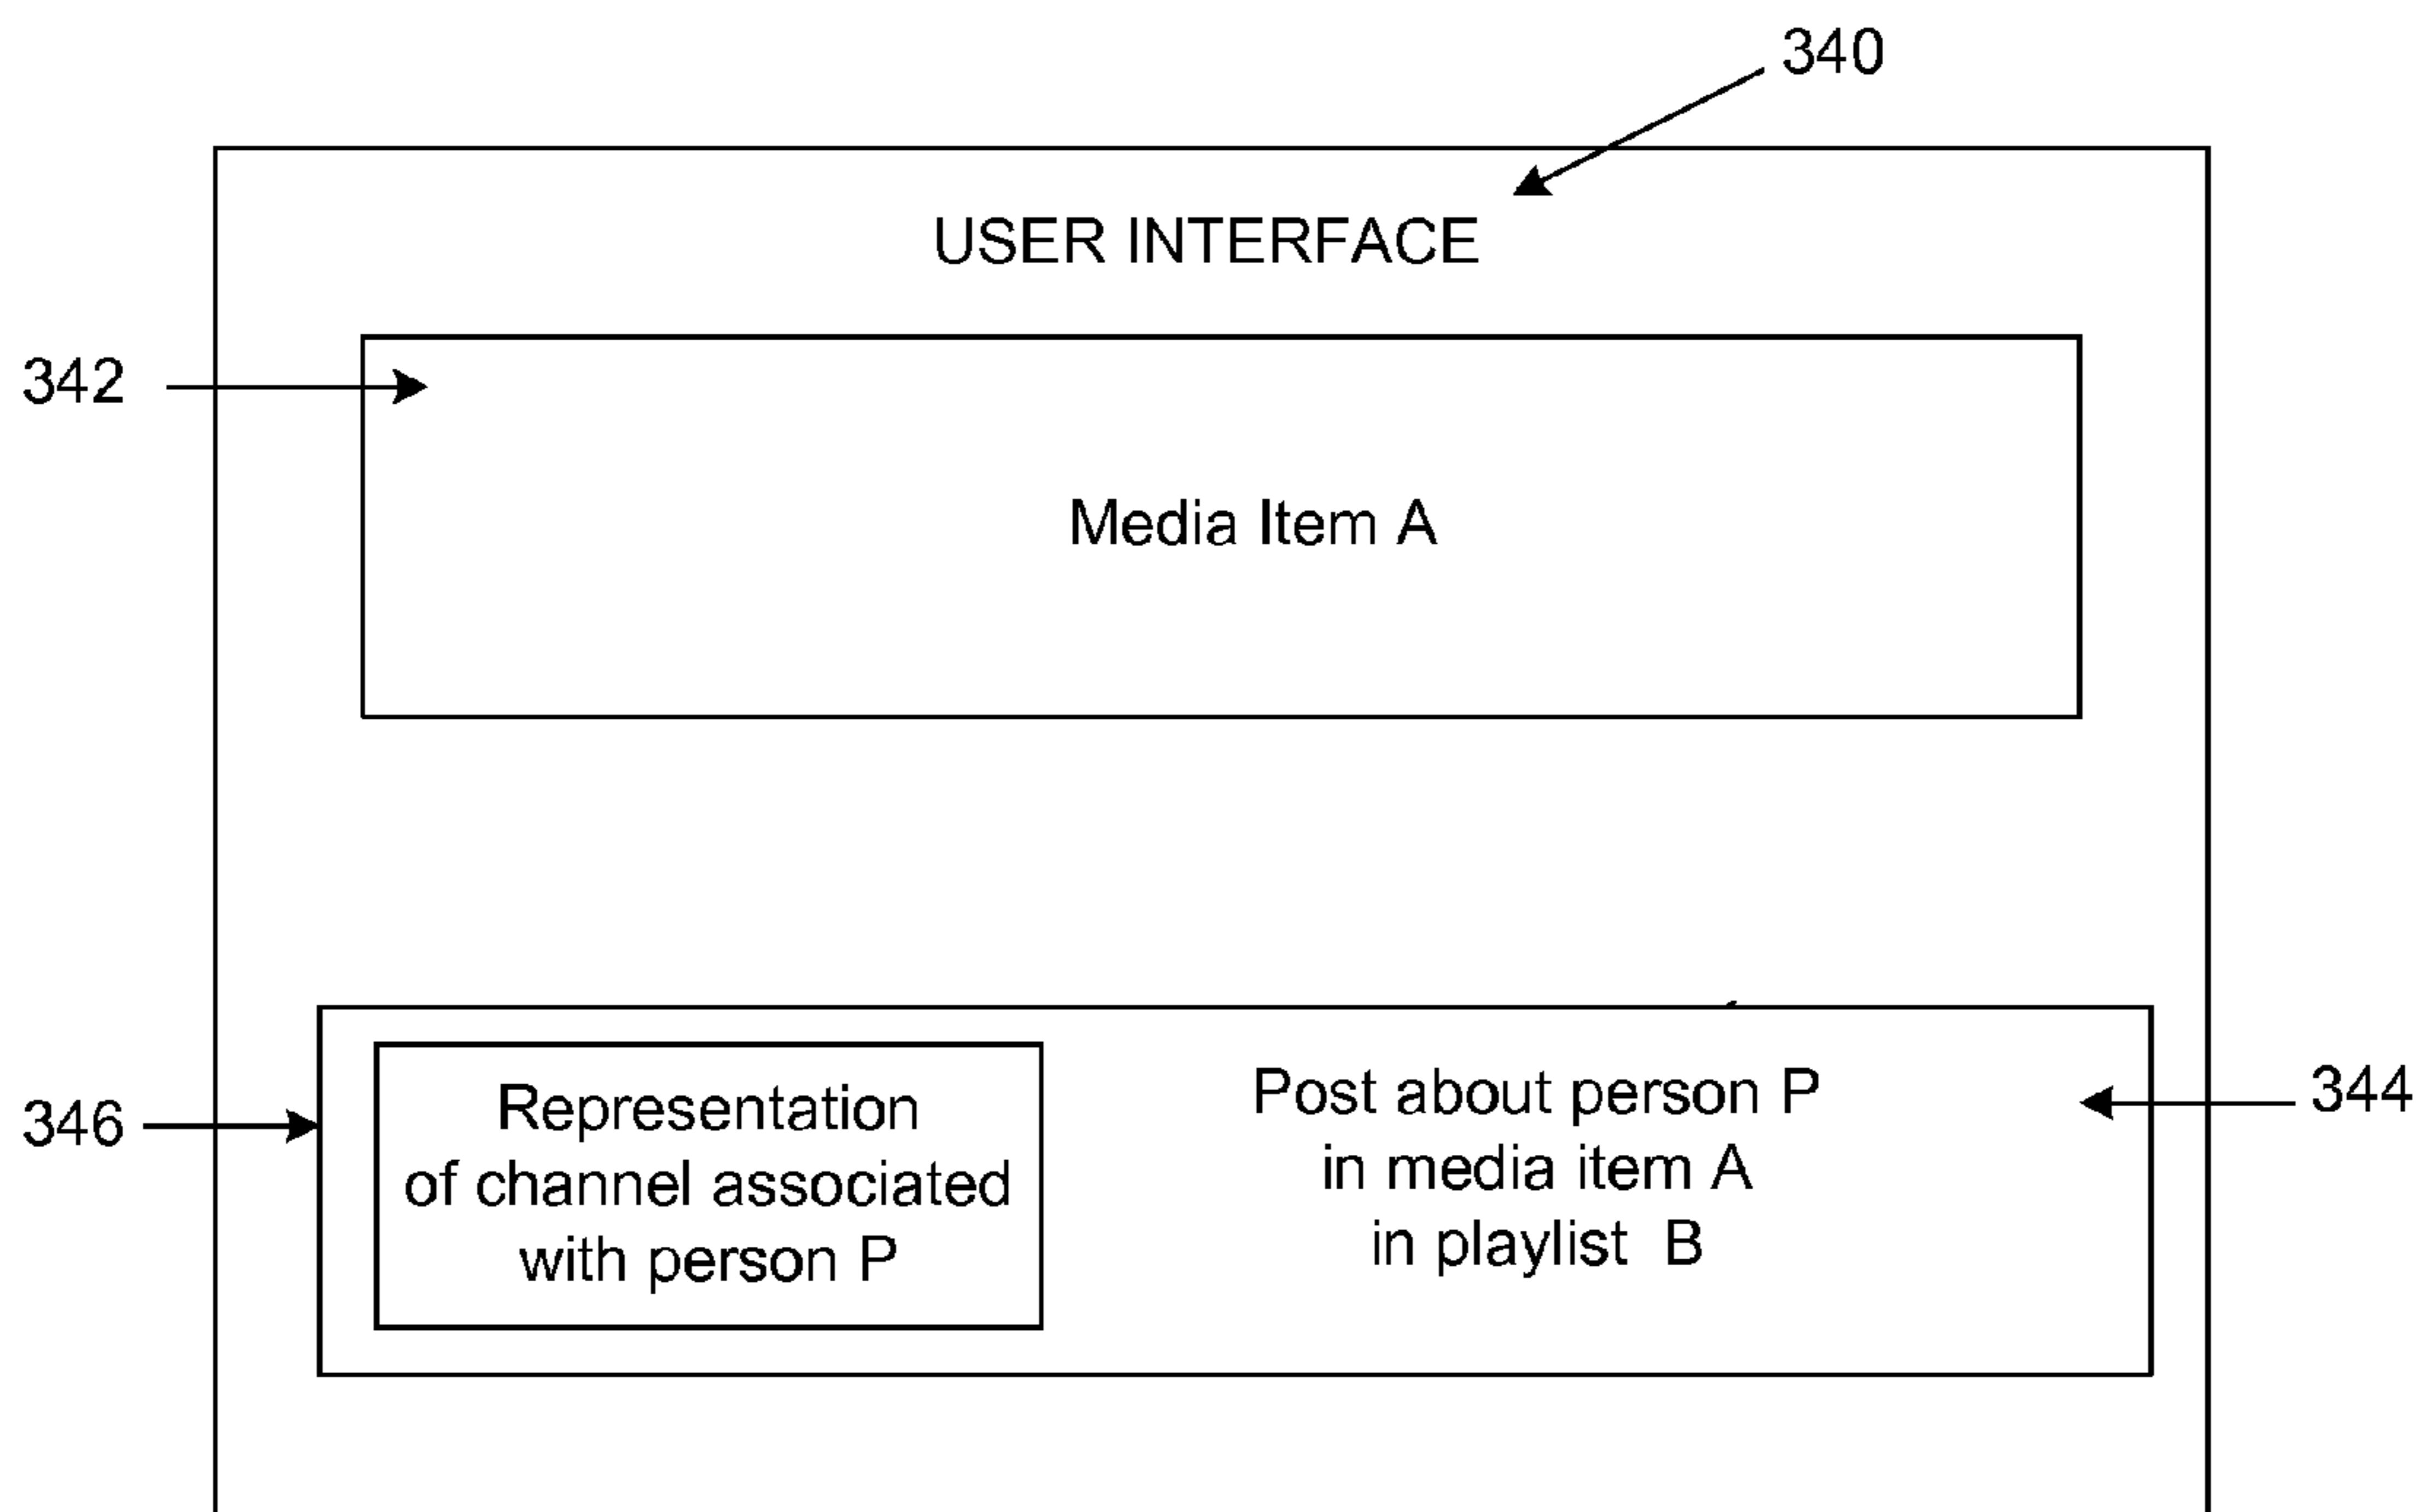 340
USER INTERFACE
342
Media Item A
346
Representation
of channel associated
with person P
Post about person P
in media item A
in playlist B
344